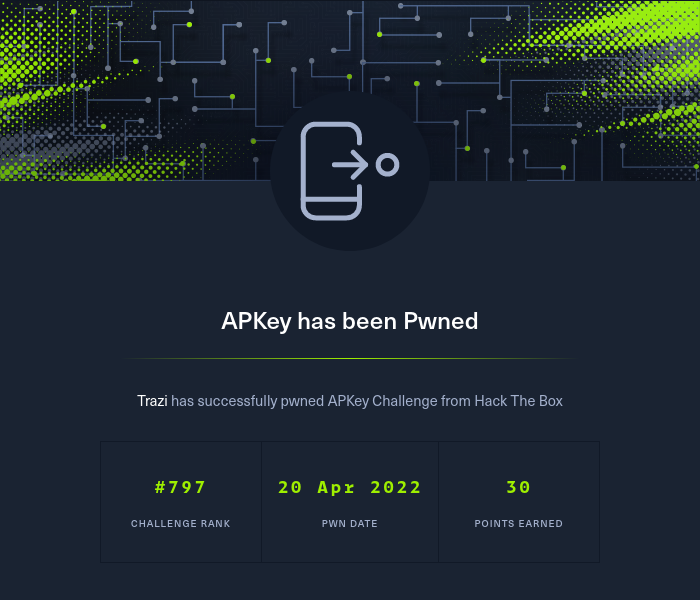 APKey has been Pwned
Trazi has successfully pwned APKey Challenge from Hack The Box
#797
CHALLENGE RANK
20 Apr 2022
PWN DATE
30
POINTS EARNED